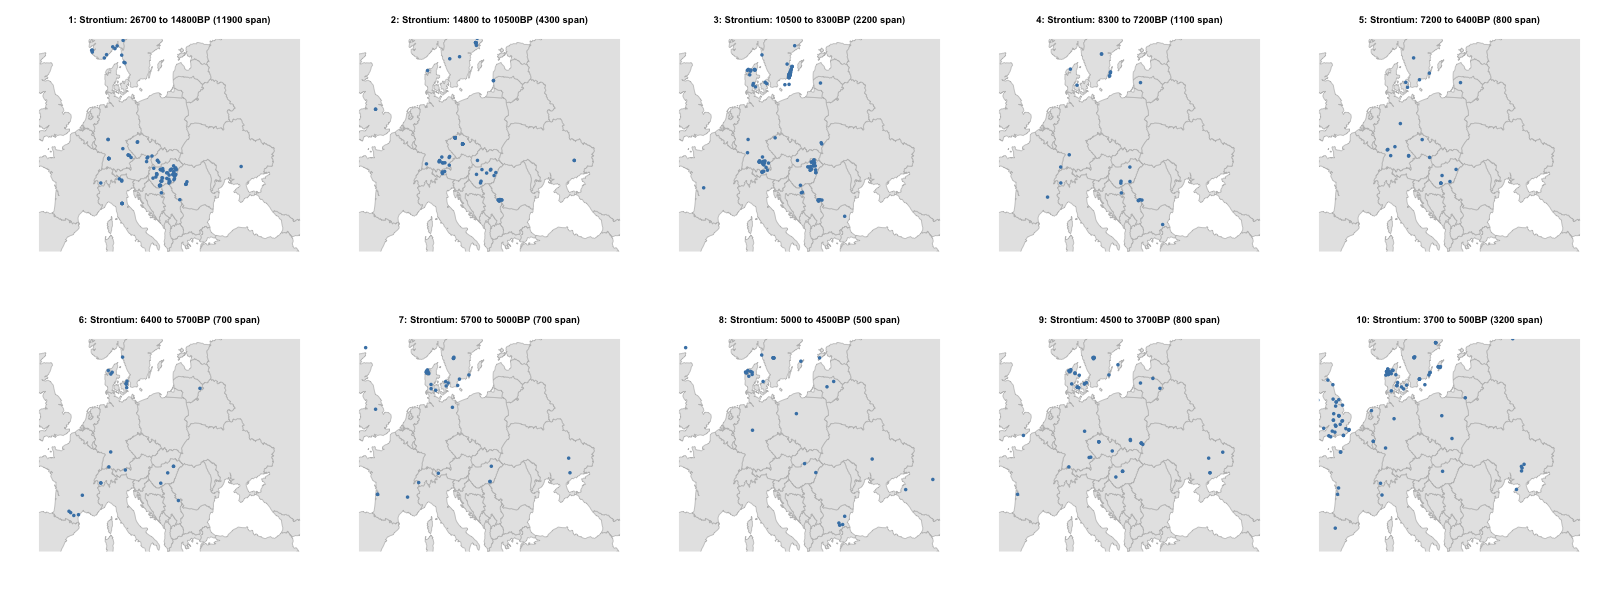 1: Strontium: 26700 to 14800BP (11900 span)
2: Strontium: 14800 to 10500BP (4300 span)
3: Strontium: 10500 to 8300BP (2200 span)
4: Strontium: 8300 to 7200BP (1100 span)
5: Strontium: 7200 to 6400BP (800 span)
6: Strontium: 6400 to 5700BP (700 span)
7: Strontium: 5700 to 5000BP (700 span)
8: Strontium: 5000 to 4500BP (500 span)
9: Strontium: 4500 to 3700BP (800 span)
10: Strontium: 3700 to 500BP (3200 span)